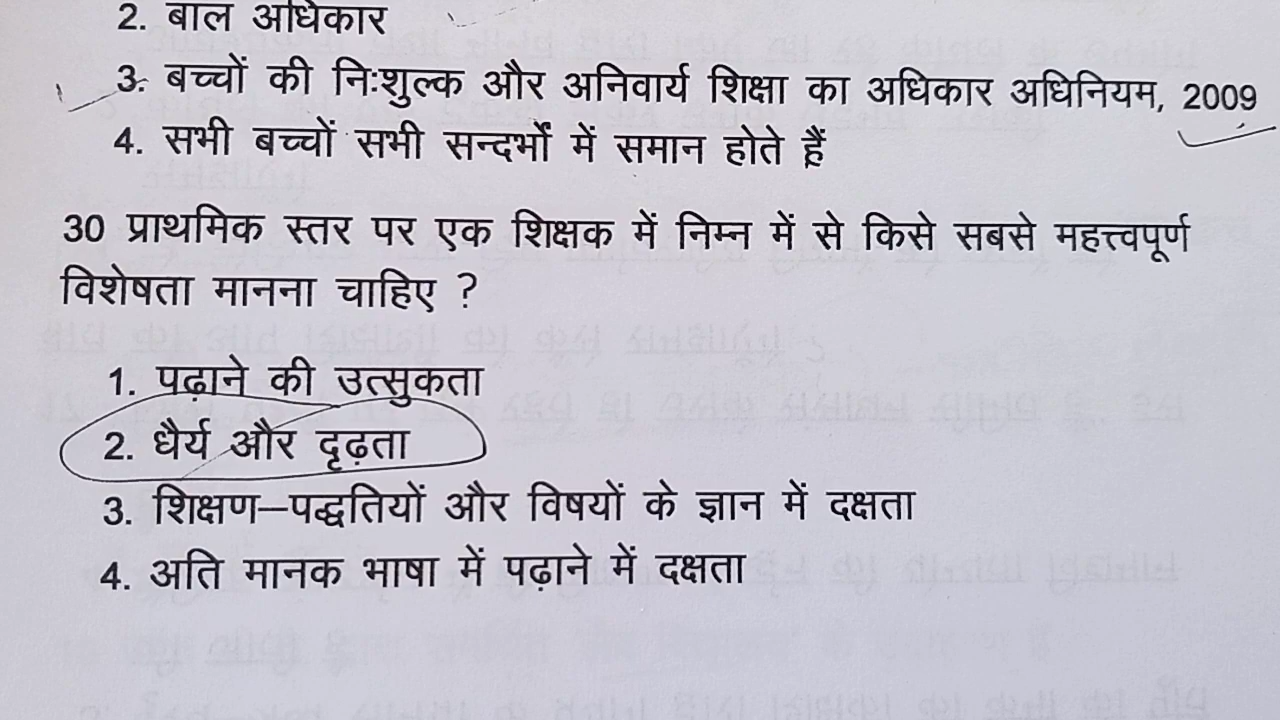 2. बाल अधिकार
3. बच्चों की निःशुल्क और अनिवार्य शिक्षा का अधिकार अधिनियम, 2009
4. सभी बच्चों सभी सन्दर्भों में समान होते हैं
30 प्राथमिक स्तर पर एक शिक्षक में निम्न में से किसे सबसे महत्त्वपूर्ण
विशेषता मानना चाहिए ?
1. पढ़ाने की उत्सुकता
2. धैर्य और दृढ़ता
3. शिक्षण–पद्धतियों और विषयों के ज्ञान में दक्षता
4. अति मानक भाषा में पढ़ाने में दक्षता